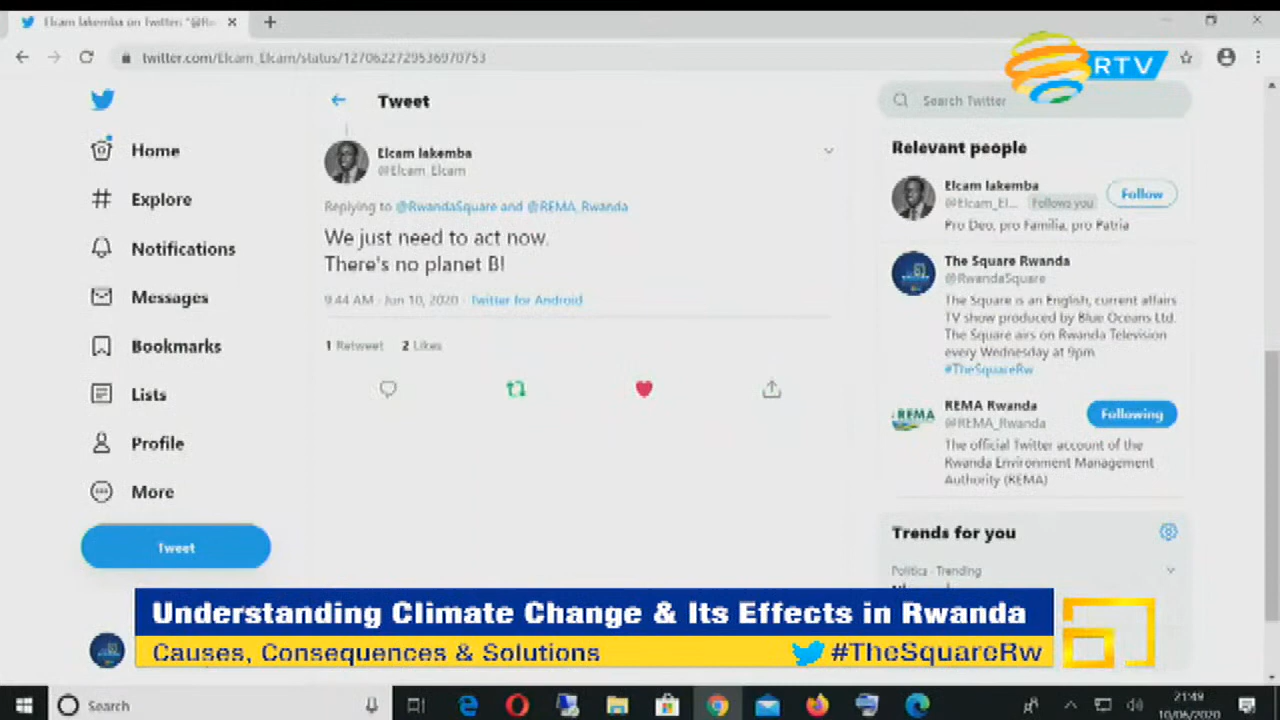 Elcam Iakemba on Twitter: "@R
twitter.com/Elcam_Elcam/status/1270622729536970753
RTV
Tweet
Search Twitter
Home
Explore
Notifications
Messages
Bookmarks
Lists
Profile
More
Tweet
Elcam Iakemba
@Elcam_Elcam
Replying to @RwandaSquare and @REMA_Rwanda
We just need to act now.
There's no planet B!
9:44 AM · Jun 10, 2020 · Twitter for Android
1 Retweet 2 Likes
Relevant people
Elcam Iakemba
@Elcam_El... Follows you
Follow
Pro Deo, pro Familia, pro Patria
The Square Rwanda
@RwandaSquare
The Square is an English, current affairs
TV show produced by Blue Oceans Ltd.
The Square airs on Rwanda Television
every Wednesday at 9pm
#TheSquareRw
REMA
REMA Rwanda
@REMA_Rwanda
Following
The official Twitter account of the
Rwanda Environment Management
Authority (REMA)
Trends for you
Politics · Trending
Understanding Climate Change & Its Effects in Rwanda
Causes, Consequences & Solutions
#TheSquareRw
Search
21:49
10/06/2020